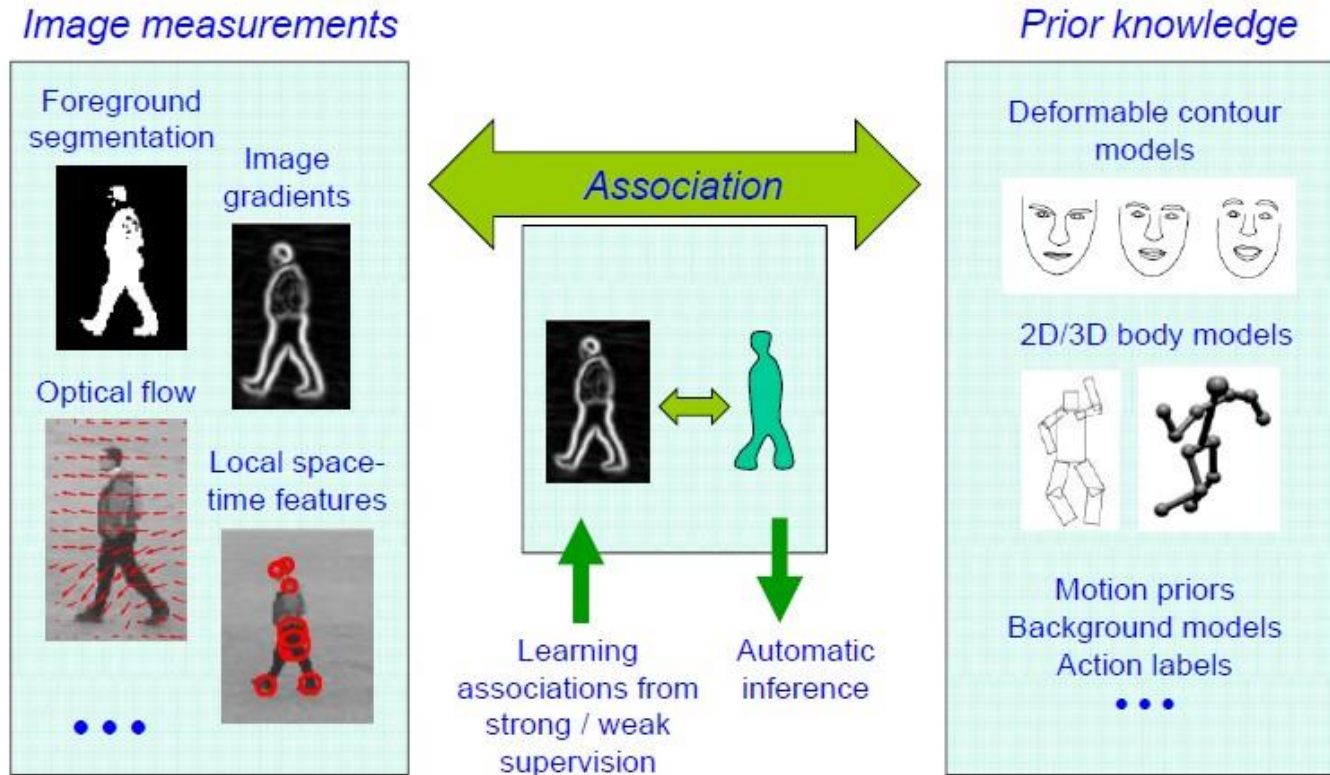 Image measurements
Foreground
segmentation
Image
gradients
Optical flow
Local space-
time features
• • •
Association
Learning
associations from
strong / weak
supervision
Automatic
inference
Prior knowledge
Deformable contour
models
2D/3D body models
Motion priors
Background models
Action labels
• • •